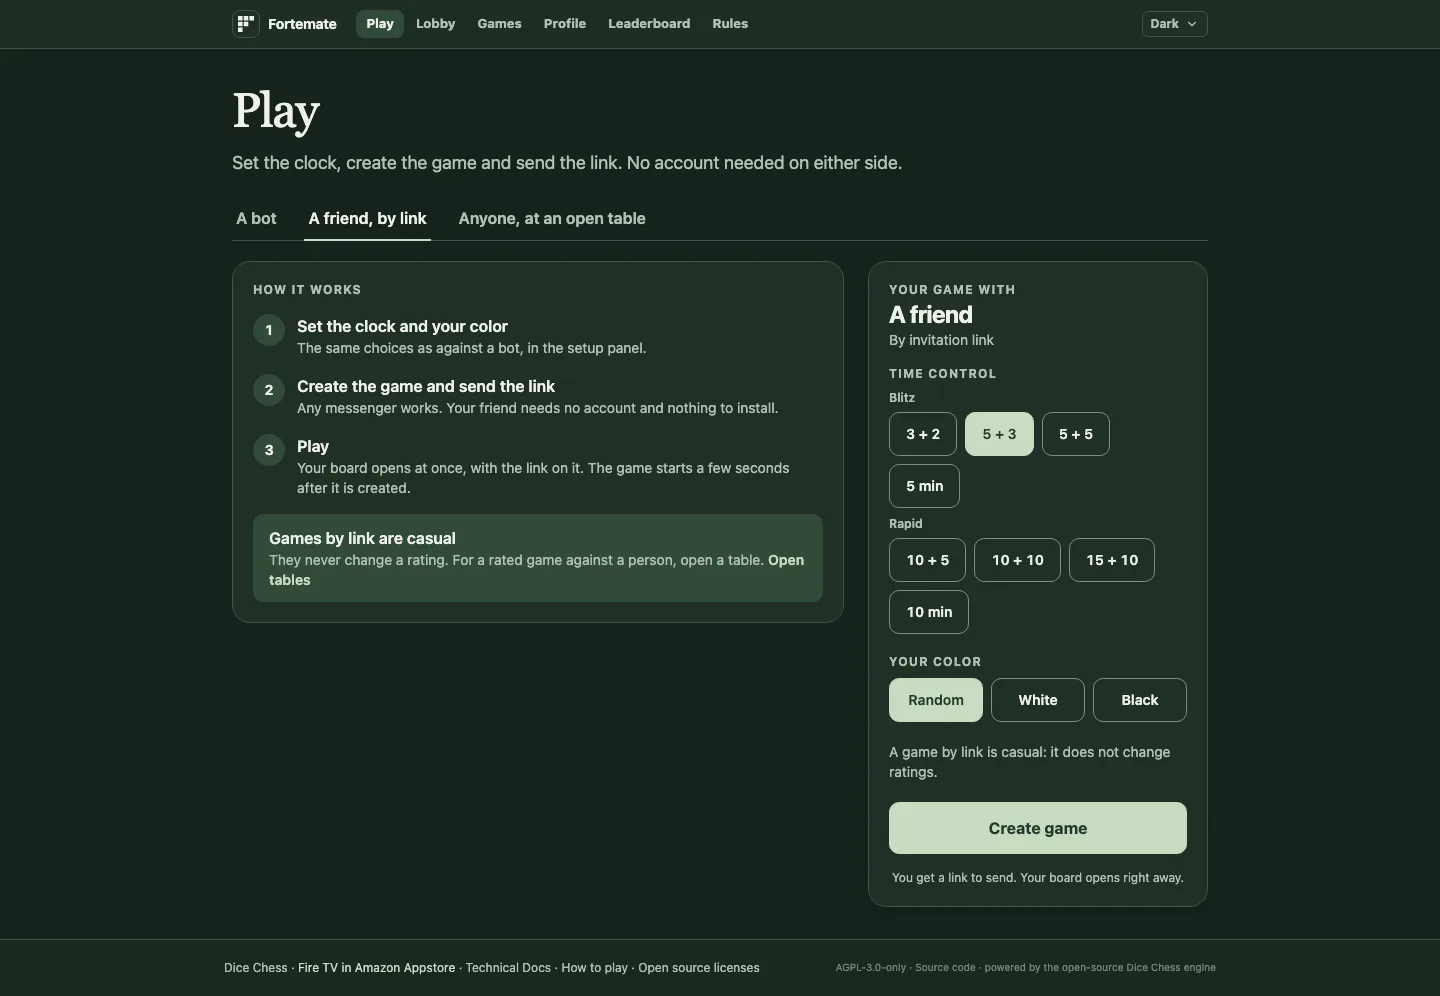 Fortemate
Play
Lobby
Games
Profile
Leaderboard
Rules
Dark
Play
Set the clock, create the game and send the link. No account needed on either side.
A bot
A friend, by link
Anyone, at an open table
HOW IT WORKS
1
Set the clock and your color
The same choices as against a bot, in the setup panel.
2
Create the game and send the link
Any messenger works. Your friend needs no account and nothing to install.
3
Play
Your board opens at once, with the link on it. The game starts a few seconds
after it is created.
Games by link are casual
They never change a rating. For a rated game against a person, open a table. Open
tables
YOUR GAME WITH
A friend
By invitation link
TIME CONTROL
Blitz
3 + 2
5 + 3
5 + 5
5 min
Rapid
10 + 5
10 + 10
15 + 10
10 min
YOUR COLOR
Random
White
Black
A game by link is casual: it does not change
ratings.
Create game
You get a link to send. Your board opens right away.
Dice Chess · Fire TV in Amazon Appstore · Technical Docs · How to play · Open source licenses
AGPL-3.0-only · Source code · powered by the open-source Dice Chess engine